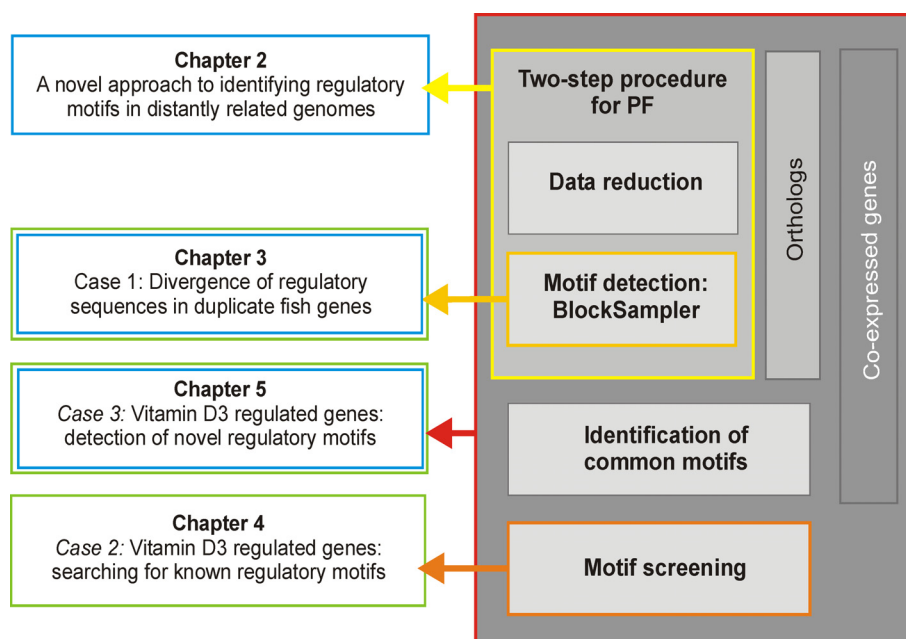 Chapter 2
A novel approach to identifying regulatory
motifs in distantly related genomes
Chapter 3
Case 1: Divergence of regulatory
sequences in duplicate fish genes
Chapter 5
Case 3: Vitamin D3 regulated genes:
detection of novel regulatory motifs
Chapter 4
Case 2: Vitamin D3 regulated genes:
searching for known regulatory motifs
Two-step procedure
for PF
Data reduction
Motif detection:
BlockSampler
Identification of
common motifs
Motif screening
Orthologs
Co-expressed genes